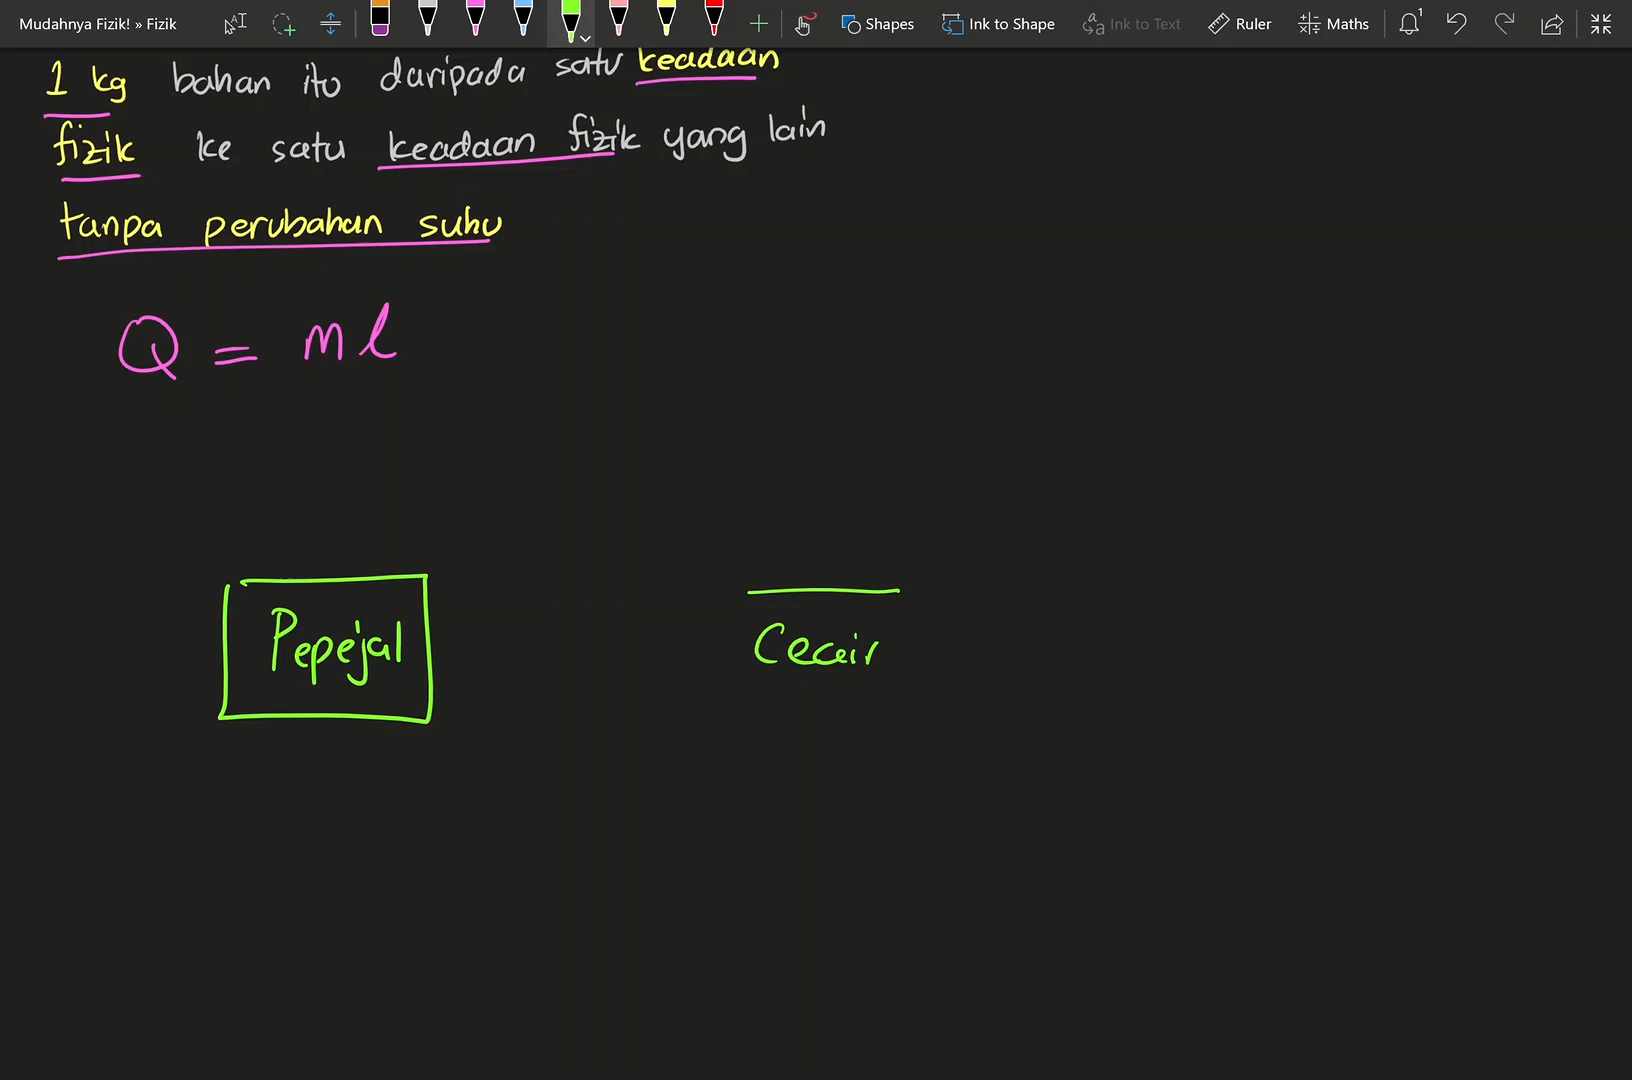 Mudahnya Fizik! » Fizik
Shapes
Ink to Shape
Ink to Text
Ruler
Maths
1
1 kg bahan itu daripada satu keadaan
fizik ke satu keadaan fizik yang lain
tanpa perubahan suhu
Q = ml
Pepejal
Cecair